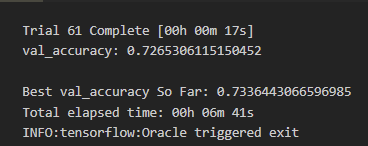 Trial 61 Complete [00h 00m 17s]
val_accuracy: 0.7265306115150452
Best val_accuracy So Far: 0.7336443066596985
Total elapsed time: 00h 06m 41s
INFO:tensorflow:Oracle triggered exit